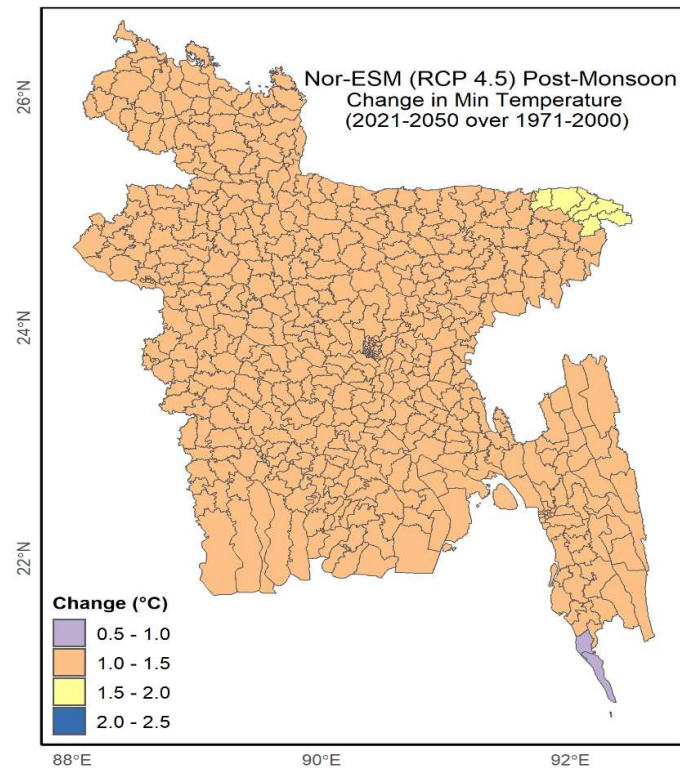 Nor-ESM (RCP 4.5) Post-Monsoon
Change in Min Temperature
(2021-2050 over 1971-2000)
26°N
24°N
22°N
Change (°C)
0.5 - 1.0
1.0 - 1.5
1.5 - 2.0
2.0 - 2.5
88°E
90°E
92°E